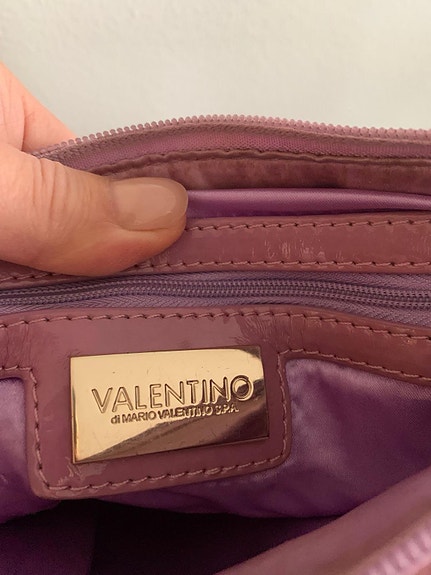 VALENTINO
di MARIO VALENTINO S.P.A.